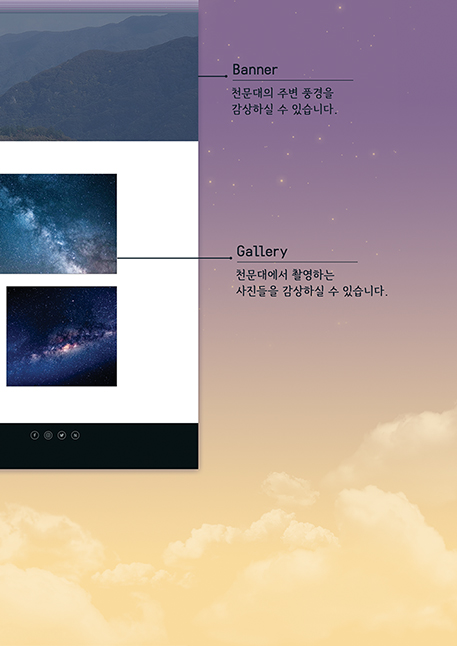 Banner
천문대의 주변 풍경을
감상하실 수 있습니다.
Gallery
천문대에서 촬영하는
사진들을 감상하실 수 있습니다.